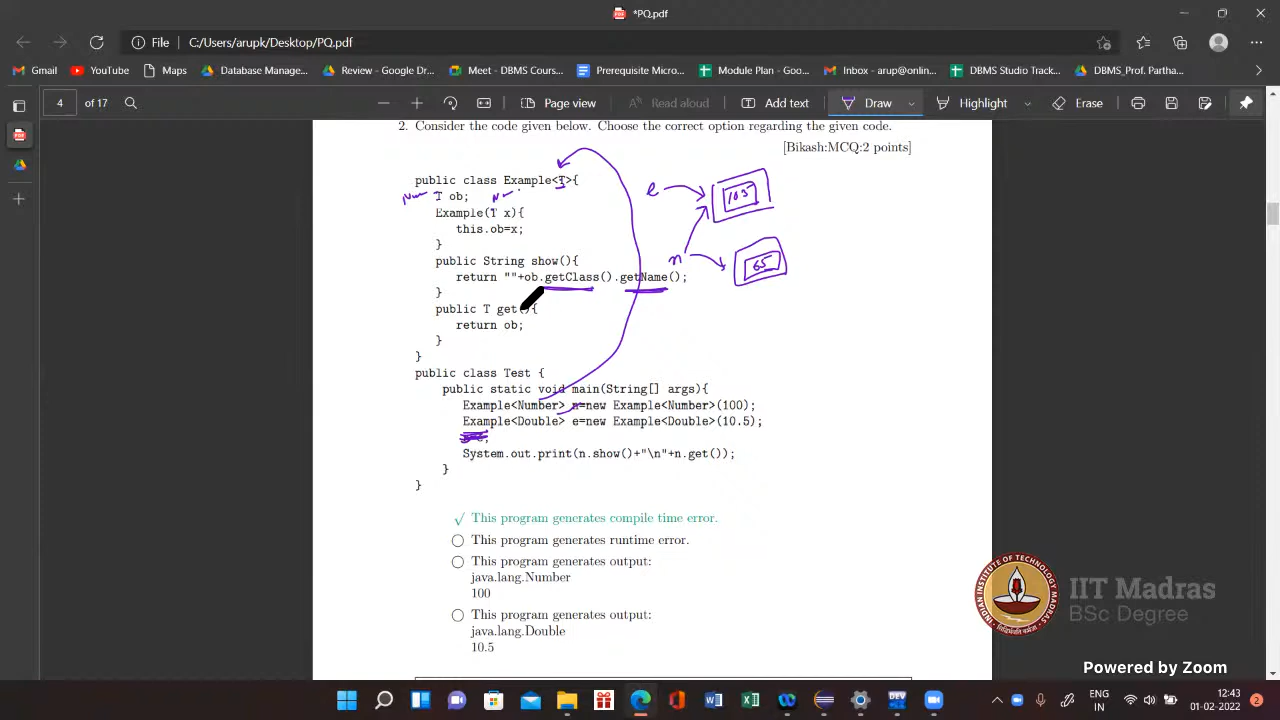 *PQ.pdf
File C:/Users/arupk/Desktop/PQ.pdf
Gmail YouTube Maps Database Manage... Review - Google Dr... Meet - DBMS Cours... Prerequisite Micro... Module Plan - Goo... Inbox - arup@onlin... DBMS Studio Track... DBMS_Prof. Partha...
4 of 17 Page view Read aloud Add text Draw Highlight Erase
2. Consider the code given below. Choose the correct option regarding the given code.
[Bikash:MCQ:2 points]
public class Example<T>{
T ob;
Example(T x){
this.ob=x;
}
public String show(){
return ""+ob.getClass().getName();
}
public T get(){
return ob;
}
}
public class Test {
public static void main(String[] args){
Example<Number> n=new Example<Number>(100);
Example<Double> e=new Example<Double>(10.5);
System.out.print(n.show()+"\n"+n.get());
}
}
e
n
√ This program generates compile time error.
This program generates runtime error.
This program generates output:
java.lang.Number
100
This program generates output:
java.lang.Double
10.5
INDIAN INSTITUTE OF TECHNOLOGY MADRAS
IIT Madras
BSc Degree
Powered by Zoom
ENG
IN
12:43
01-02-2022
2